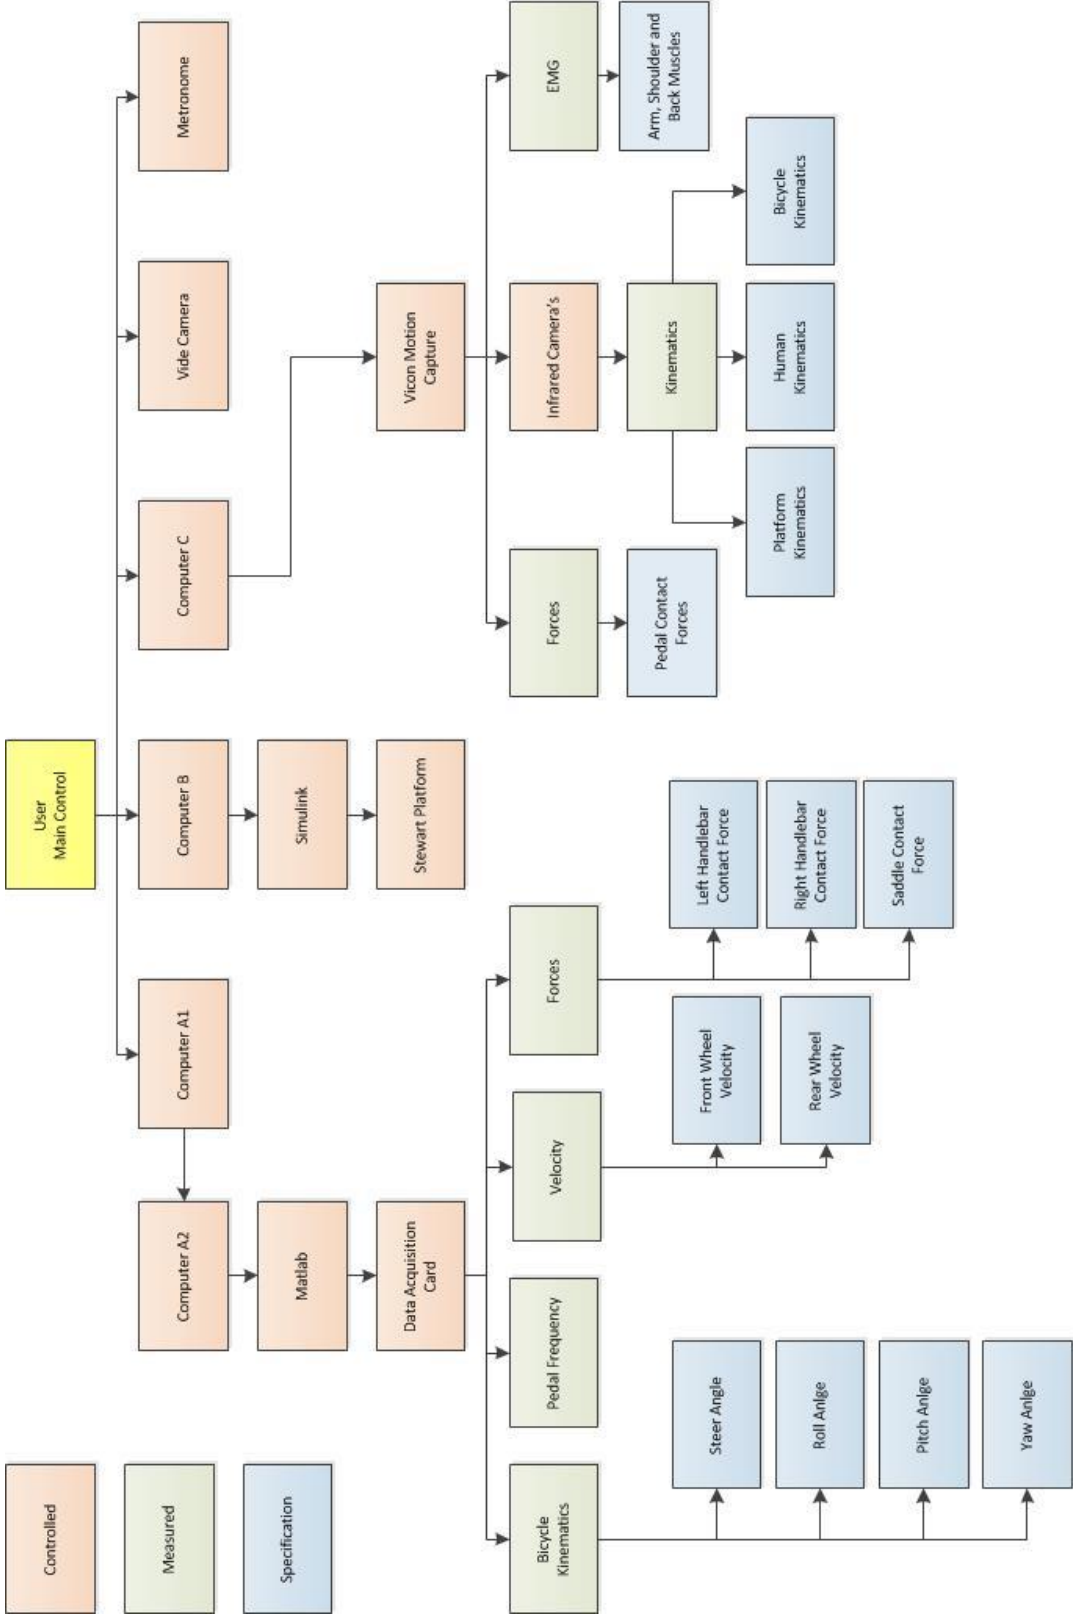 User
Main Control
Controlled
Measured
Specification
Computer A2
Computer A1
Computer B
Computer C
Vide Camera
Metronome
Matlab
Simulink
Data Acquisition
Card
Stewart Platform
Vicon Motion
Capture
Bicycle
Kinematics
Pedal Frequency
Velocity
Forces
Forces
Infrared Camera's
EMG
Steer Angle
Roll Anlge
Pitch Anlge
Yaw Anlge
Front Wheel
Velocity
Rear Wheel
Velocity
Left Handlebar
Contact Force
Right Handlebar
Contact Force
Saddle Contact
Force
Pedal Contact
Forces
Kinematics
Arm, Shoulder and
Back Muscles
Platform
Kinematics
Human
Kinematics
Bicycle
Kinematics